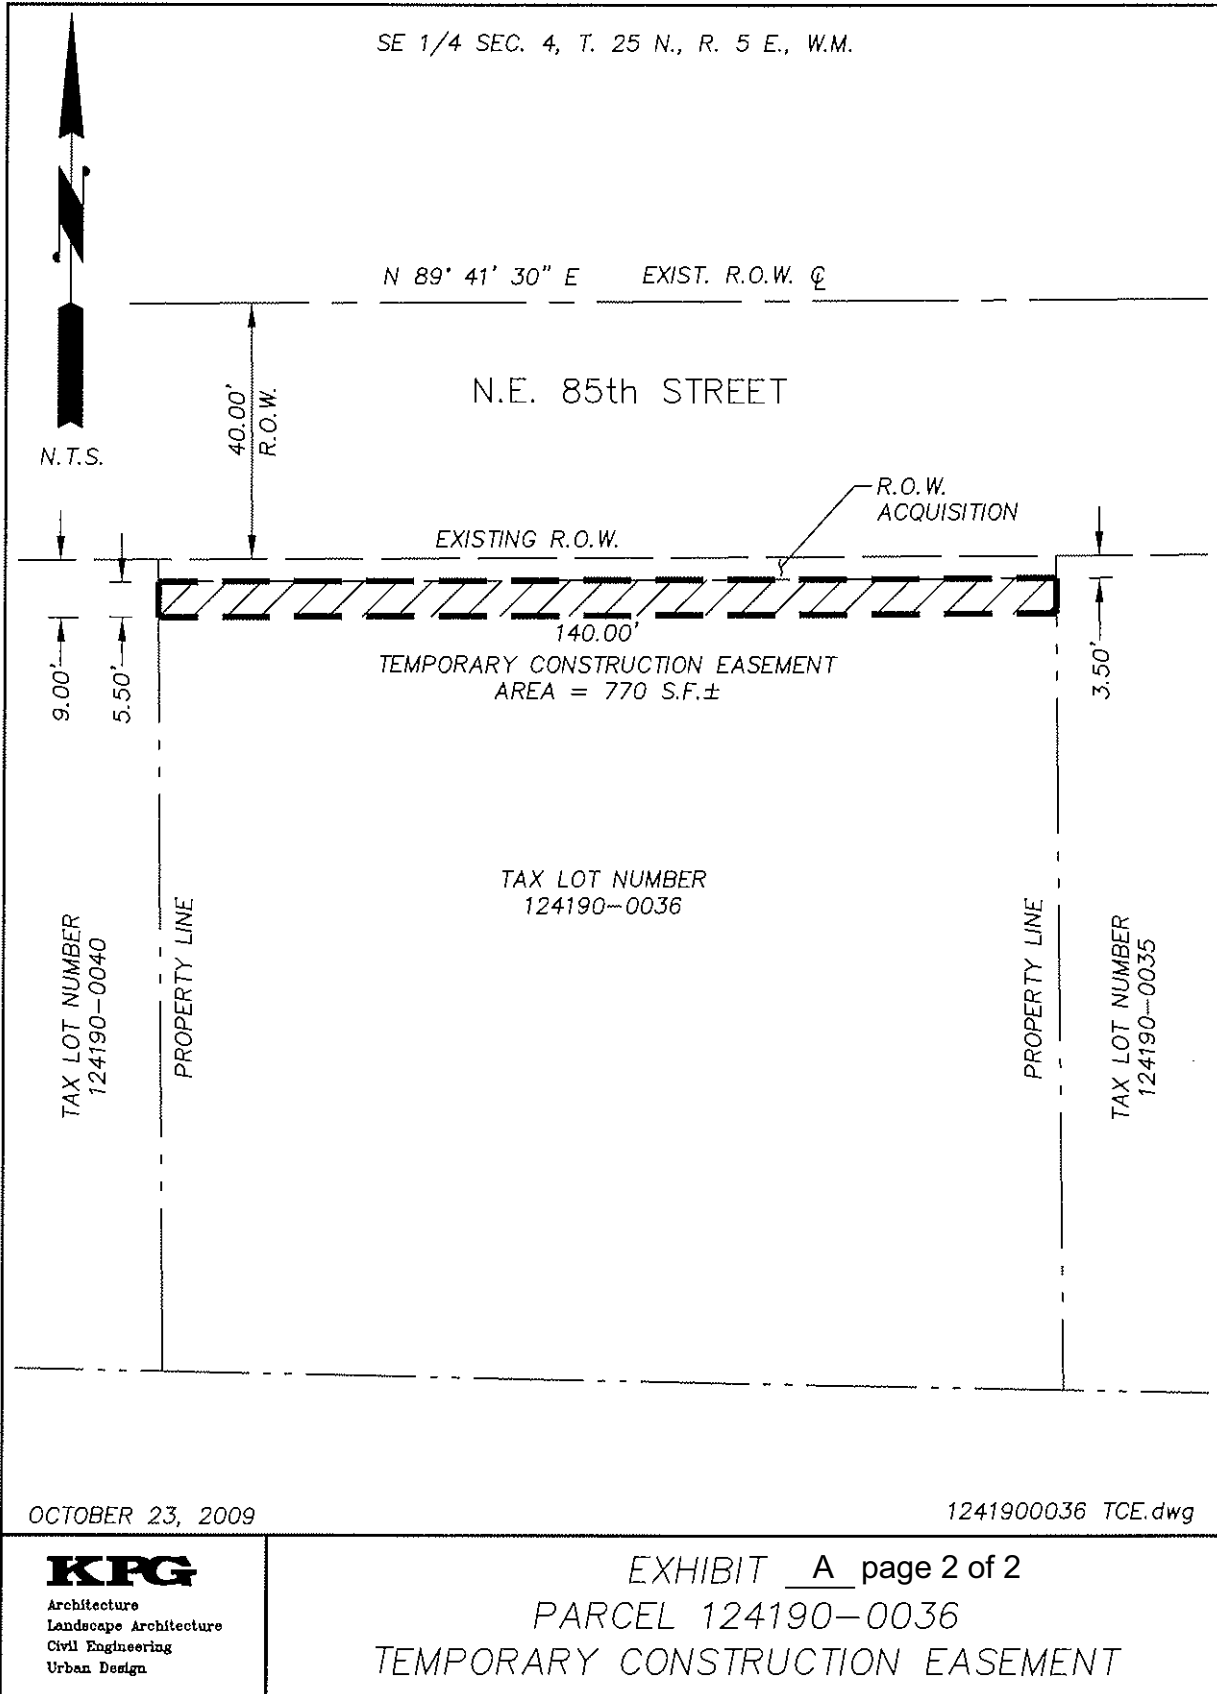 SE 1/4 SEC. 4, T. 25 N., R. 5 E., W.M.
N
N 89° 41' 30" E EXIST. R.O.W. ℄
N.E. 85th STREET
40.00'
R.O.W.
N.T.S.
R.O.W.
ACQUISITION
EXISTING R.O.W.
140.00'
TEMPORARY CONSTRUCTION EASEMENT
AREA = 770 S.F.±
9.00'
5.50'
3.50'
TAX LOT NUMBER
124190-0036
TAX LOT NUMBER
124190-0040
PROPERTY LINE
PROPERTY LINE
TAX LOT NUMBER
124190-0035
OCTOBER 23, 2009
1241900036 TCE.dwg
KPG
Architecture
Landscape Architecture
Civil Engineering
Urban Design
EXHIBIT A page 2 of 2
PARCEL 124190-0036
TEMPORARY CONSTRUCTION EASEMENT